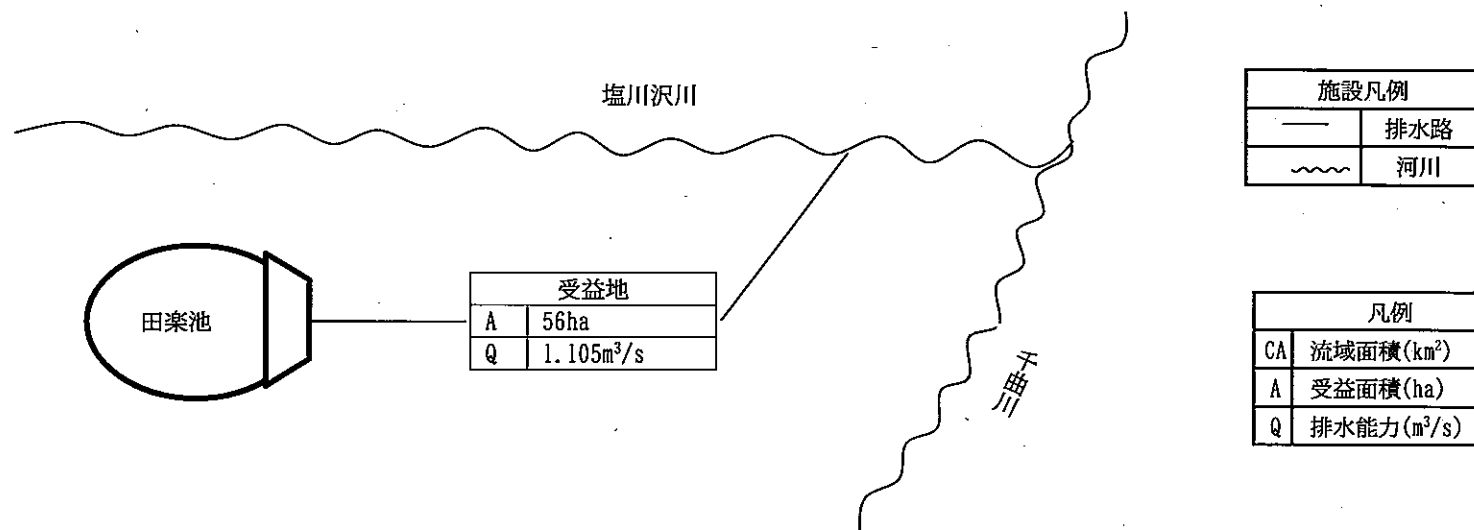 塩川沢川
田楽池
受益地
A 56ha
Q 1.105m³/s
千曲川
施設凡例
排水路
河川
凡例
CA 流域面積(km²)
A 受益面積(ha)
Q 排水能力(m³/s)